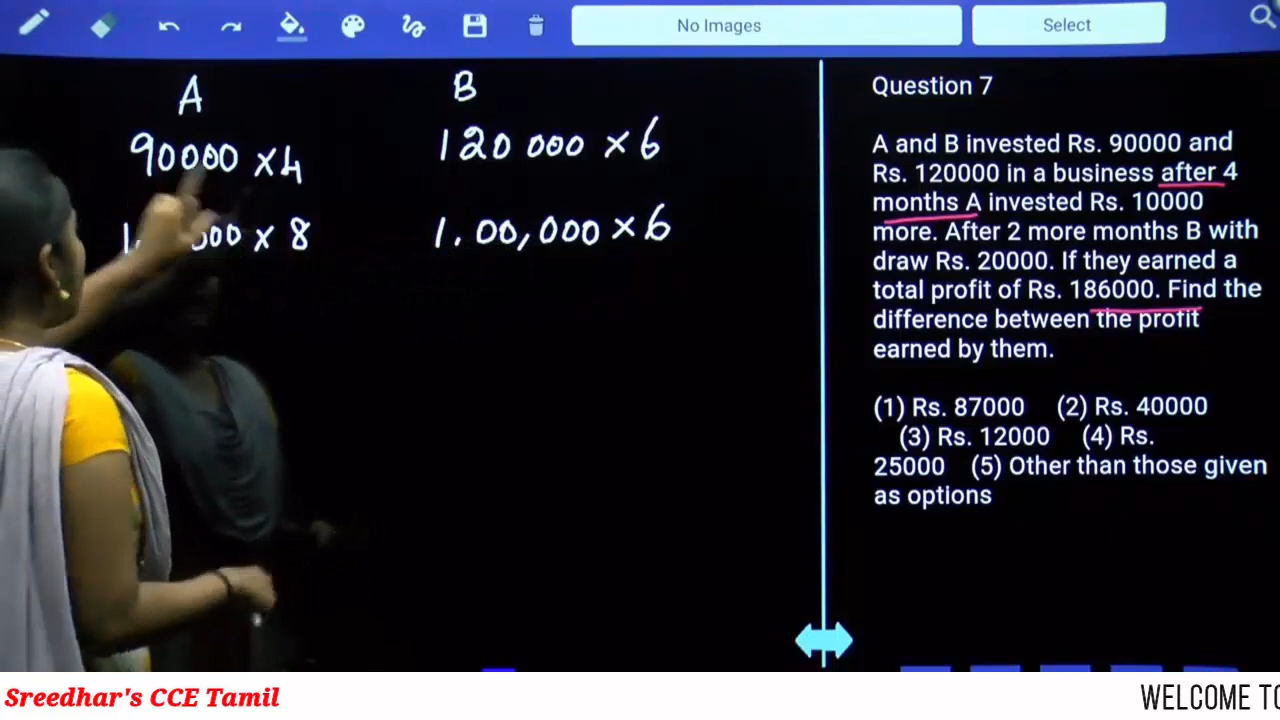 No Images
Select
A
B
90000 × 4
120 000 × 6
000 × 8
1.00,000 × 6
Question 7
A and B invested Rs. 90000 and
Rs. 120000 in a business after 4
months A invested Rs. 10000
more. After 2 more months B with
draw Rs. 20000. If they earned a
total profit of Rs. 186000. Find the
difference between the profit
earned by them.
(1) Rs. 87000 (2) Rs. 40000
(3) Rs. 12000 (4) Rs.
25000 (5) Other than those given
as options
Sreedhar's CCE Tamil
WELCOME TO